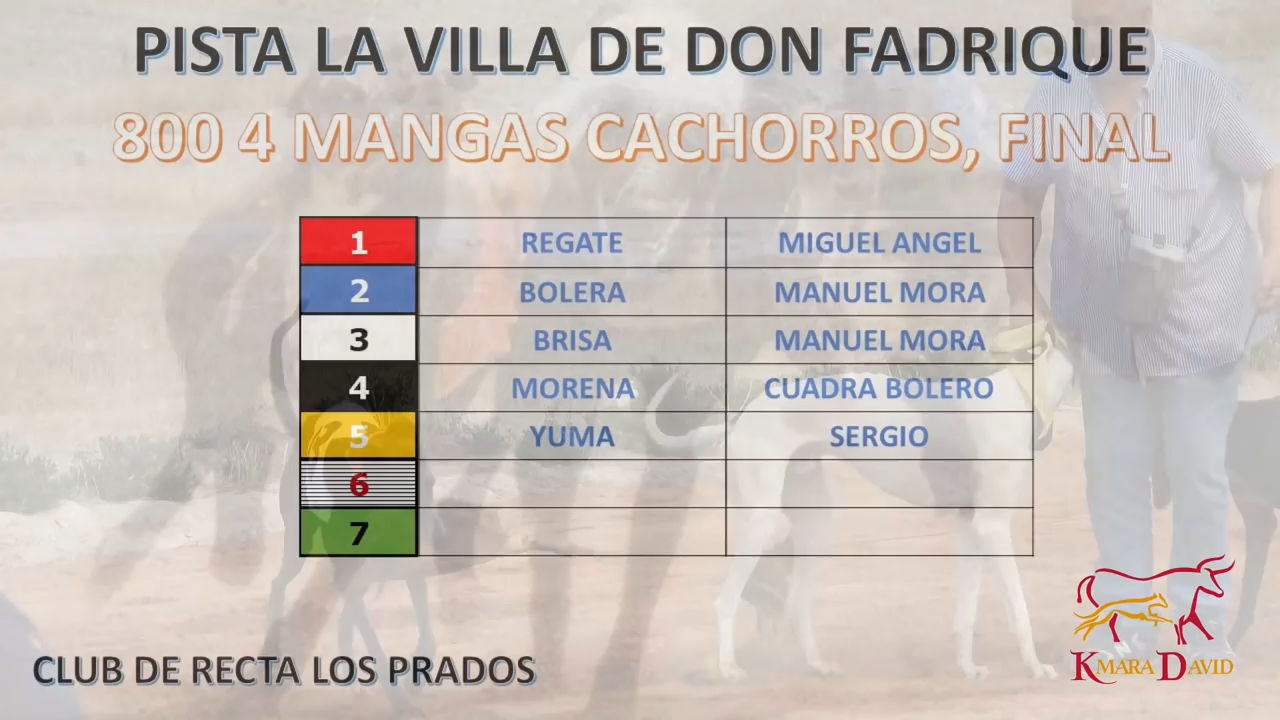 PISTA LA VILLA DE DON FADRIQUE
800 4 MANGAS CACHORROS, FINAL
1 REGATE MIGUEL ANGEL
2 BOLERA MANUEL MORA
3 BRISA MANUEL MORA
4 MORENA CUADRA BOLERO
5 YUMA SERGIO
6
7
CLUB DE RECTA LOS PRADOS
KMARA DAVID